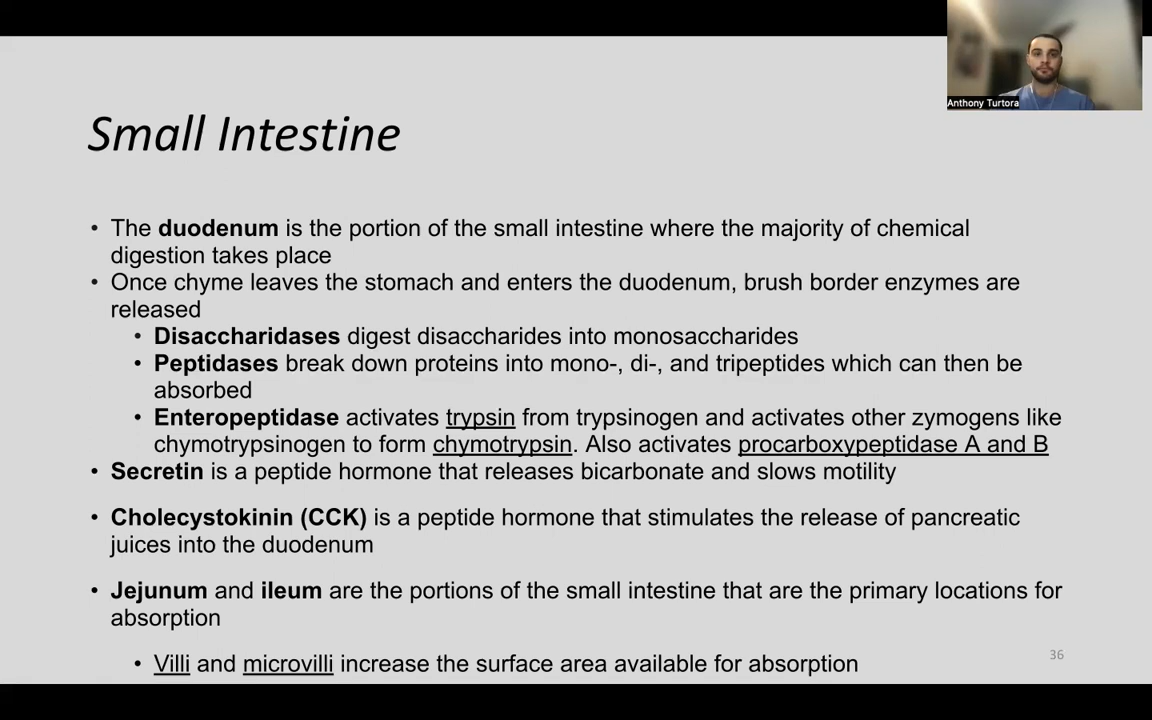 Anthony Turtora
Small Intestine
• The duodenum is the portion of the small intestine where the majority of chemical
digestion takes place
• Once chyme leaves the stomach and enters the duodenum, brush border enzymes are
released
• Disaccharidases digest disaccharides into monosaccharides
• Peptidases break down proteins into mono-, di-, and tripeptides which can then be
absorbed
• Enteropeptidase activates trypsin from trypsinogen and activates other zymogens like
chymotrypsinogen to form chymotrypsin. Also activates procarboxypeptidase A and B
• Secretin is a peptide hormone that releases bicarbonate and slows motility
• Cholecystokinin (CCK) is a peptide hormone that stimulates the release of pancreatic
juices into the duodenum
• Jejunum and ileum are the portions of the small intestine that are the primary locations for
absorption
• Villi and microvilli increase the surface area available for absorption
36